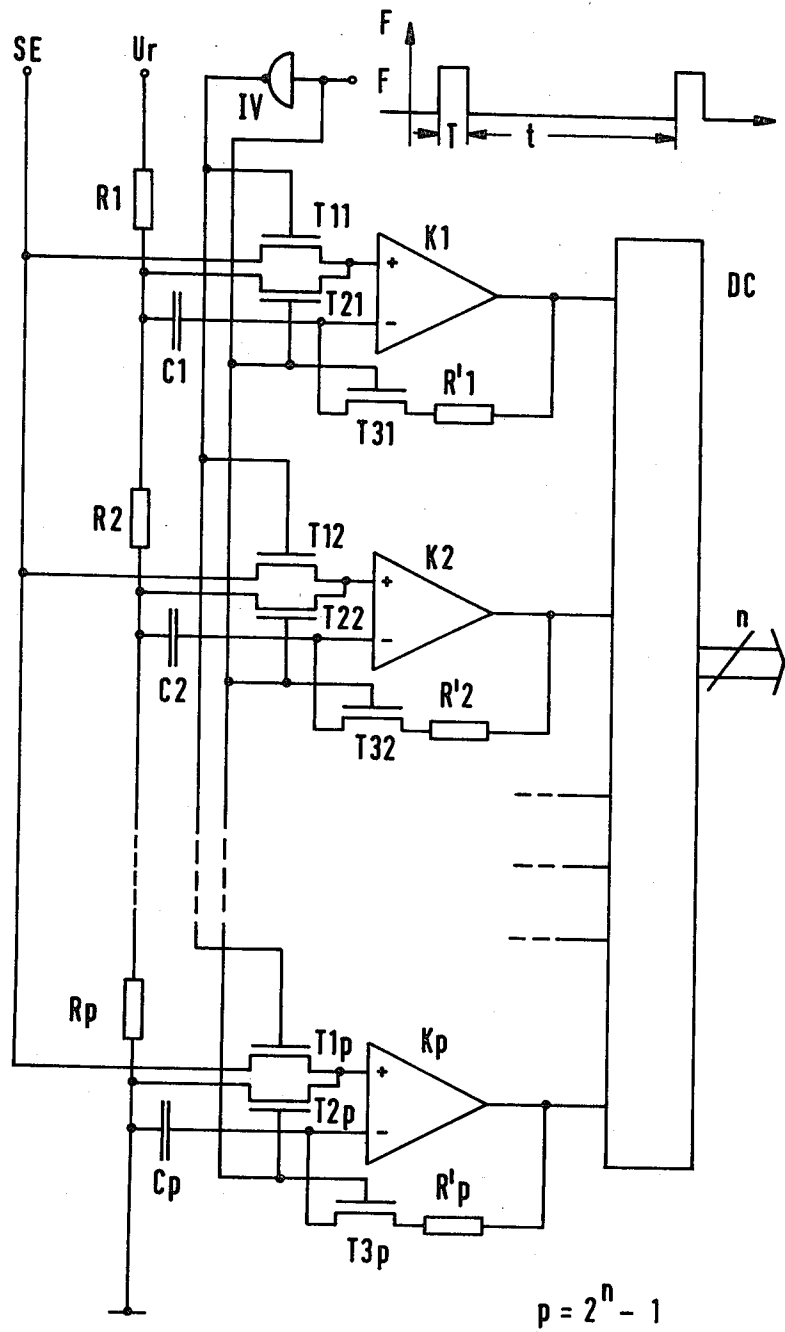 F
SE
Ur
IV
F
T
t
R1
T11
K1
+
T21
-
DC
C1
R'1
T31
R2
T12
K2
+
T22
-
n
C2
R'2
T32
Rp
T1p
Kp
+
T2p
-
Cp
R'p
T3p
p = 2^n - 1